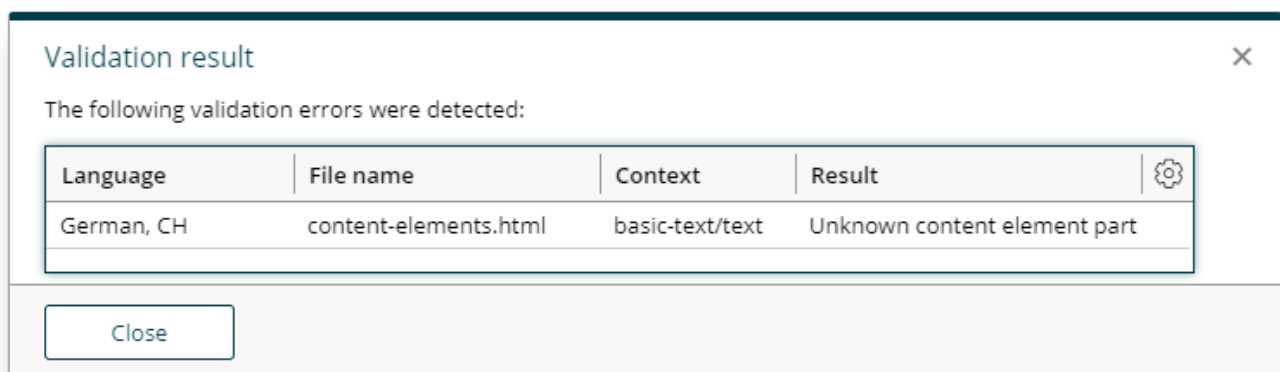 Validation result
The following validation errors were detected:
Language File name Context Result
German, CH content-elements.html basic-text/text Unknown content element part
Close